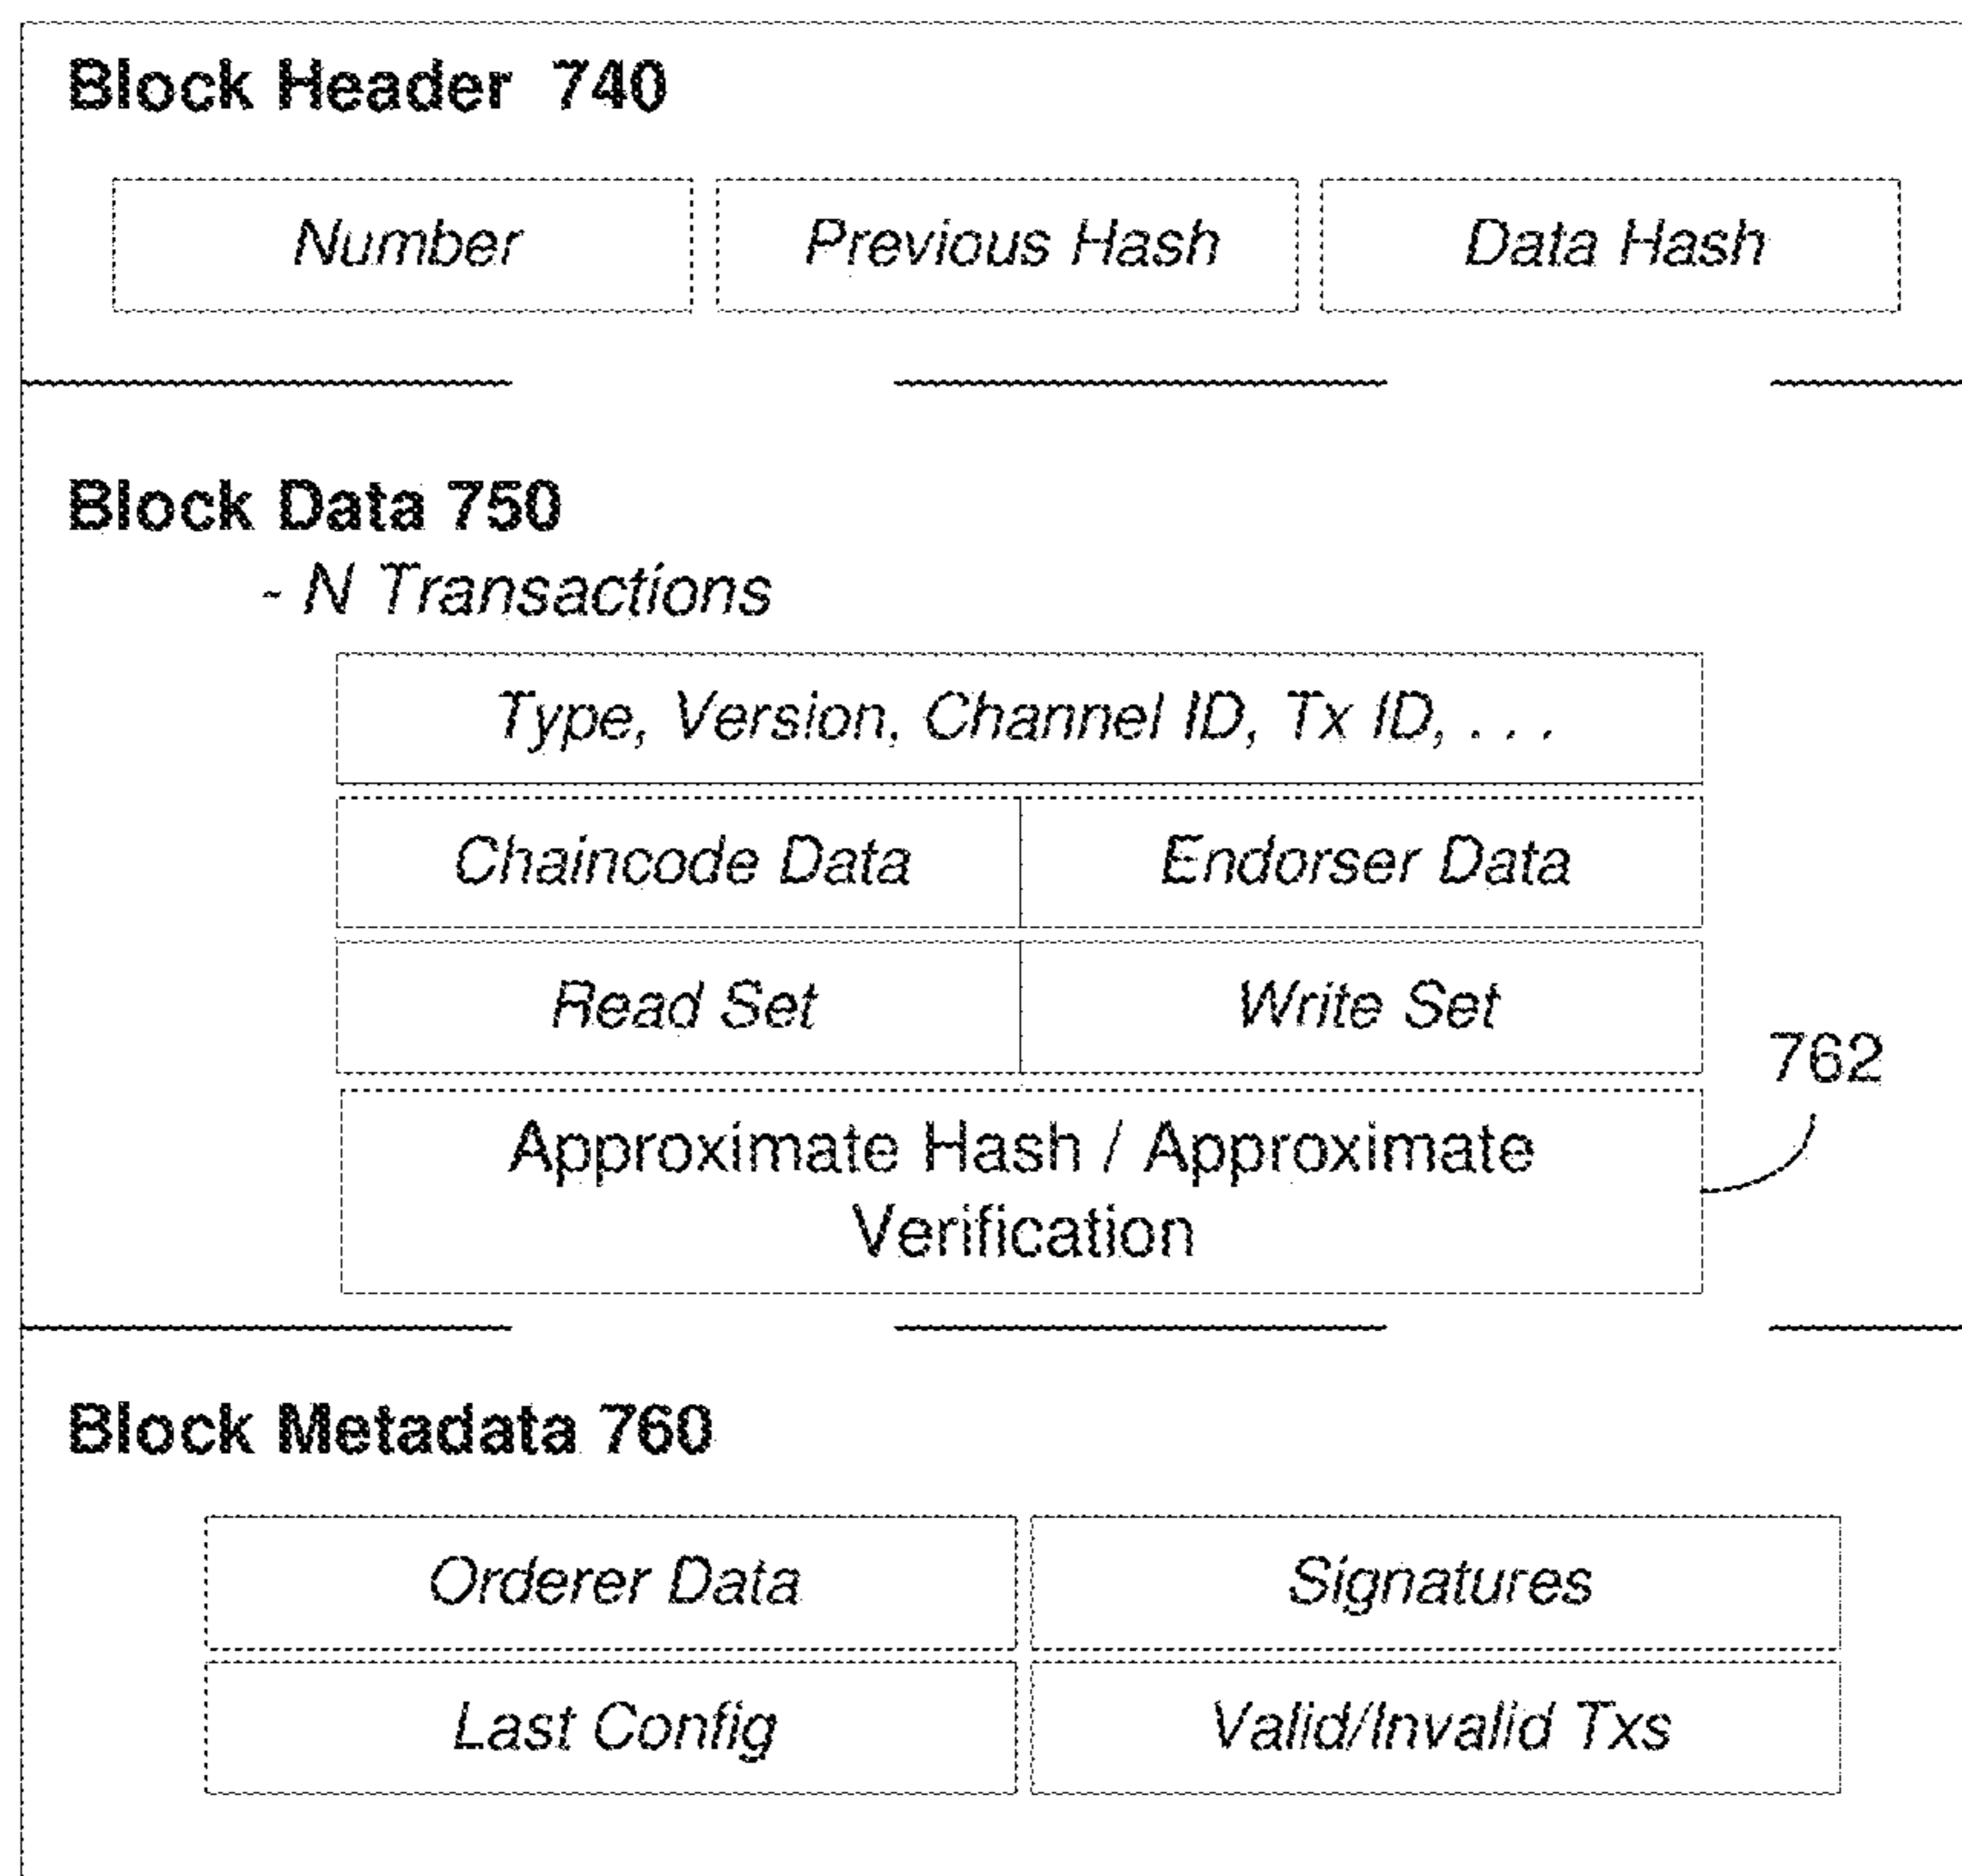 Block Header 740
Number
Previous Hash
Data Hash
Block Data 750
- N Transactions
Type, Version, Channel ID, Tx ID, . . .
Chaincode Data
Endorser Data
Read Set
Write Set
762
Approximate Hash / Approximate
Verification
Block Metadata 760
Orderer Data
Signatures
Last Config
Valid/Invalid Txs